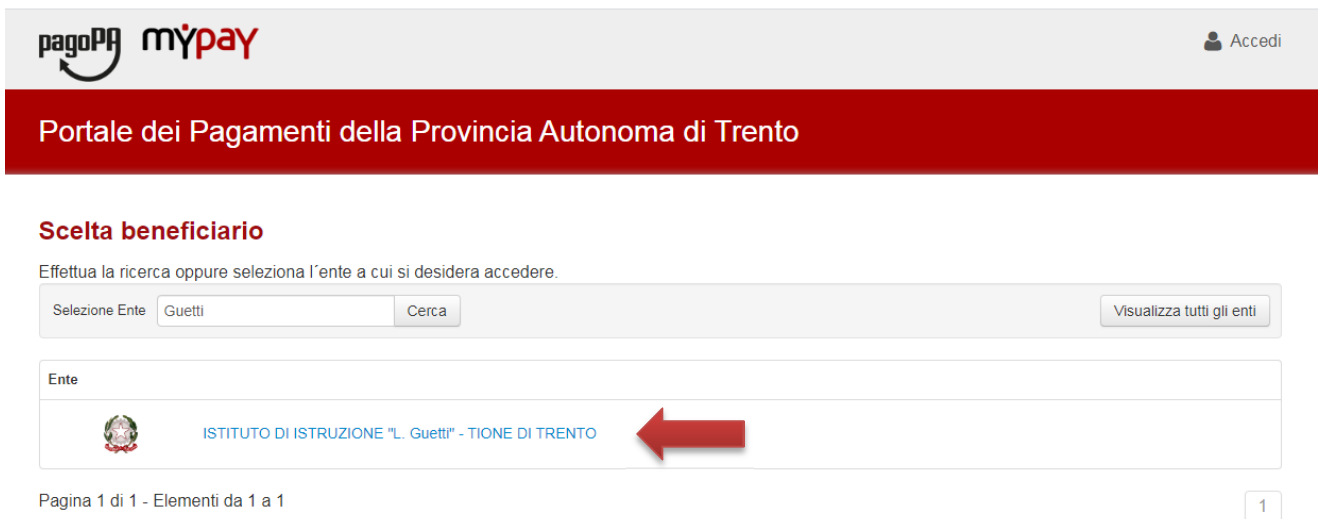 pagoPA mypay
Accedi
Portale dei Pagamenti della Provincia Autonoma di Trento
Scelta beneficiario
Effettua la ricerca oppure seleziona l´ente a cui si desidera accedere.
Selezione Ente Guetti Cerca Visualizza tutti gli enti
Ente
ISTITUTO DI ISTRUZIONE "L. Guetti" - TIONE DI TRENTO
Pagina 1 di 1 - Elementi da 1 a 1
1